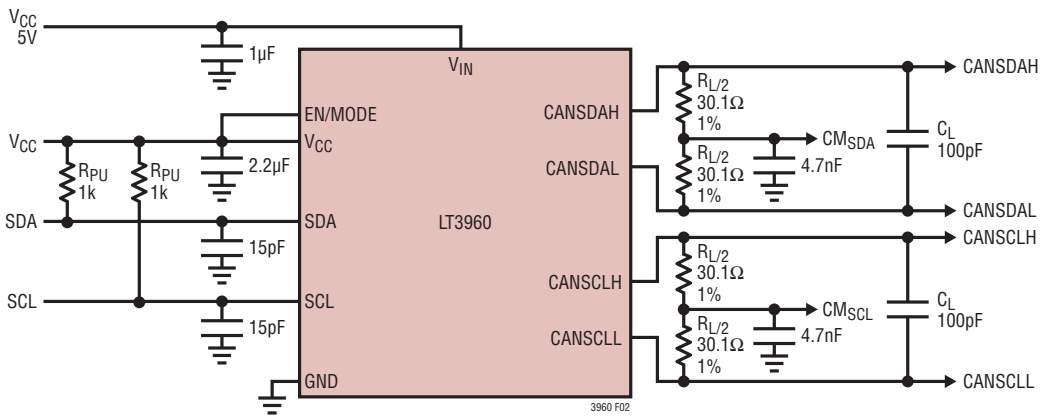 VCC
5V
1µF
VIN
EN/MODE
VCC
VCC
2.2µF
RPU
1k
RPU
1k
SDA
SDA
15pF
LT3960
SCL
SCL
15pF
GND
CANSDAH
CANSDAL
CANSCLH
CANSCLL
RL/2
30.1Ω
1%
CMSDA
RL/2
30.1Ω
1%
4.7nF
CL
100pF
CANSDAH
CANSDAL
CANSCLH
RL/2
30.1Ω
1%
CMSCL
RL/2
30.1Ω
1%
4.7nF
CL
100pF
CANSCLL
3960 F02